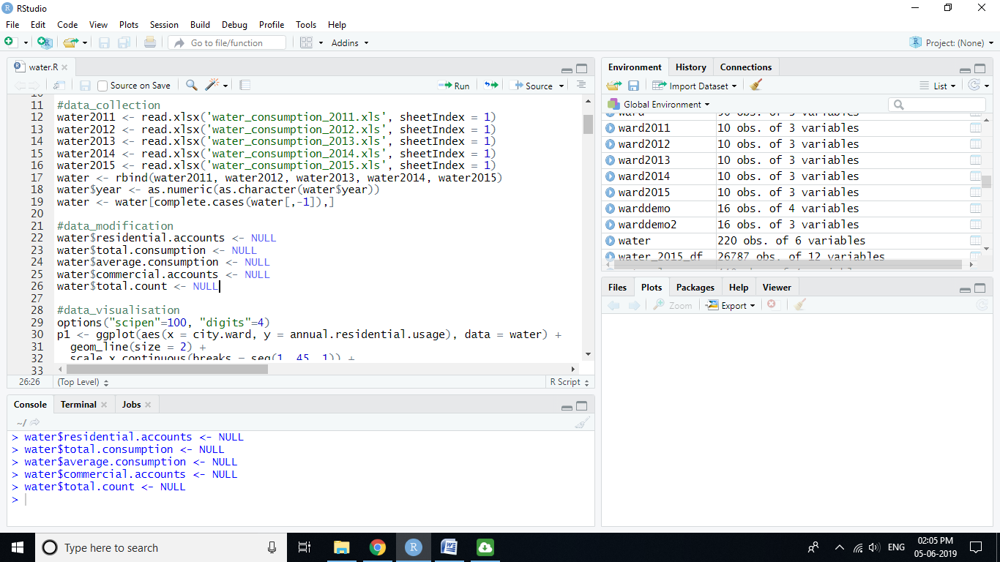 RStudio
File Edit Code View Plots Session Build Debug Profile Tools Help
Go to file/function Addins Project: (None)
water.R
Source on Save Run Source
10
11 #data_collection
12 water2011 <- read.xlsx('water_consumption_2011.xls', sheetIndex = 1)
13 water2012 <- read.xlsx('water_consumption_2012.xls', sheetIndex = 1)
14 water2013 <- read.xlsx('water_consumption_2013.xls', sheetIndex = 1)
15 water2014 <- read.xlsx('water_consumption_2014.xls', sheetIndex = 1)
16 water2015 <- read.xlsx('water_consumption_2015.xls', sheetIndex = 1)
17 water <- rbind(water2011, water2012, water2013, water2014, water2015)
18 water$year <- as.numeric(as.character(water$year))
19 water <- water[complete.cases(water[,-1]),]
20
21 #data_modification
22 water$residential.accounts <- NULL
23 water$total.consumption <- NULL
24 water$average.consumption <- NULL
25 water$commercial.accounts <- NULL
26 water$total.count <- NULL
27
28 #data_visualisation
29 options("scipen"=100, "digits"=4)
30 p1 <- ggplot(aes(x = city.ward, y = annual.residential.usage), data = water) +
31 geom_line(size = 2) +
32 scale_x_continuous(breaks = seq(1, 45, 1)) +
33
26:26 (Top Level) R Script
Console Terminal Jobs
~/
> water$residential.accounts <- NULL
> water$total.consumption <- NULL
> water$average.consumption <- NULL
> water$commercial.accounts <- NULL
> water$total.count <- NULL
>
Environment History Connections
Import Dataset List
Global Environment
ward 50 obs. of 3 variables
ward2011 10 obs. of 3 variables
ward2012 10 obs. of 3 variables
ward2013 10 obs. of 3 variables
ward2014 10 obs. of 3 variables
ward2015 10 obs. of 3 variables
warddemo 16 obs. of 4 variables
warddemo2 16 obs. of 3 variables
water 220 obs. of 6 variables
water_2015_df 26787 obs. of 12 variables
Files Plots Packages Help Viewer
Zoom Export
Type here to search
ENG
02:05 PM
05-06-2019